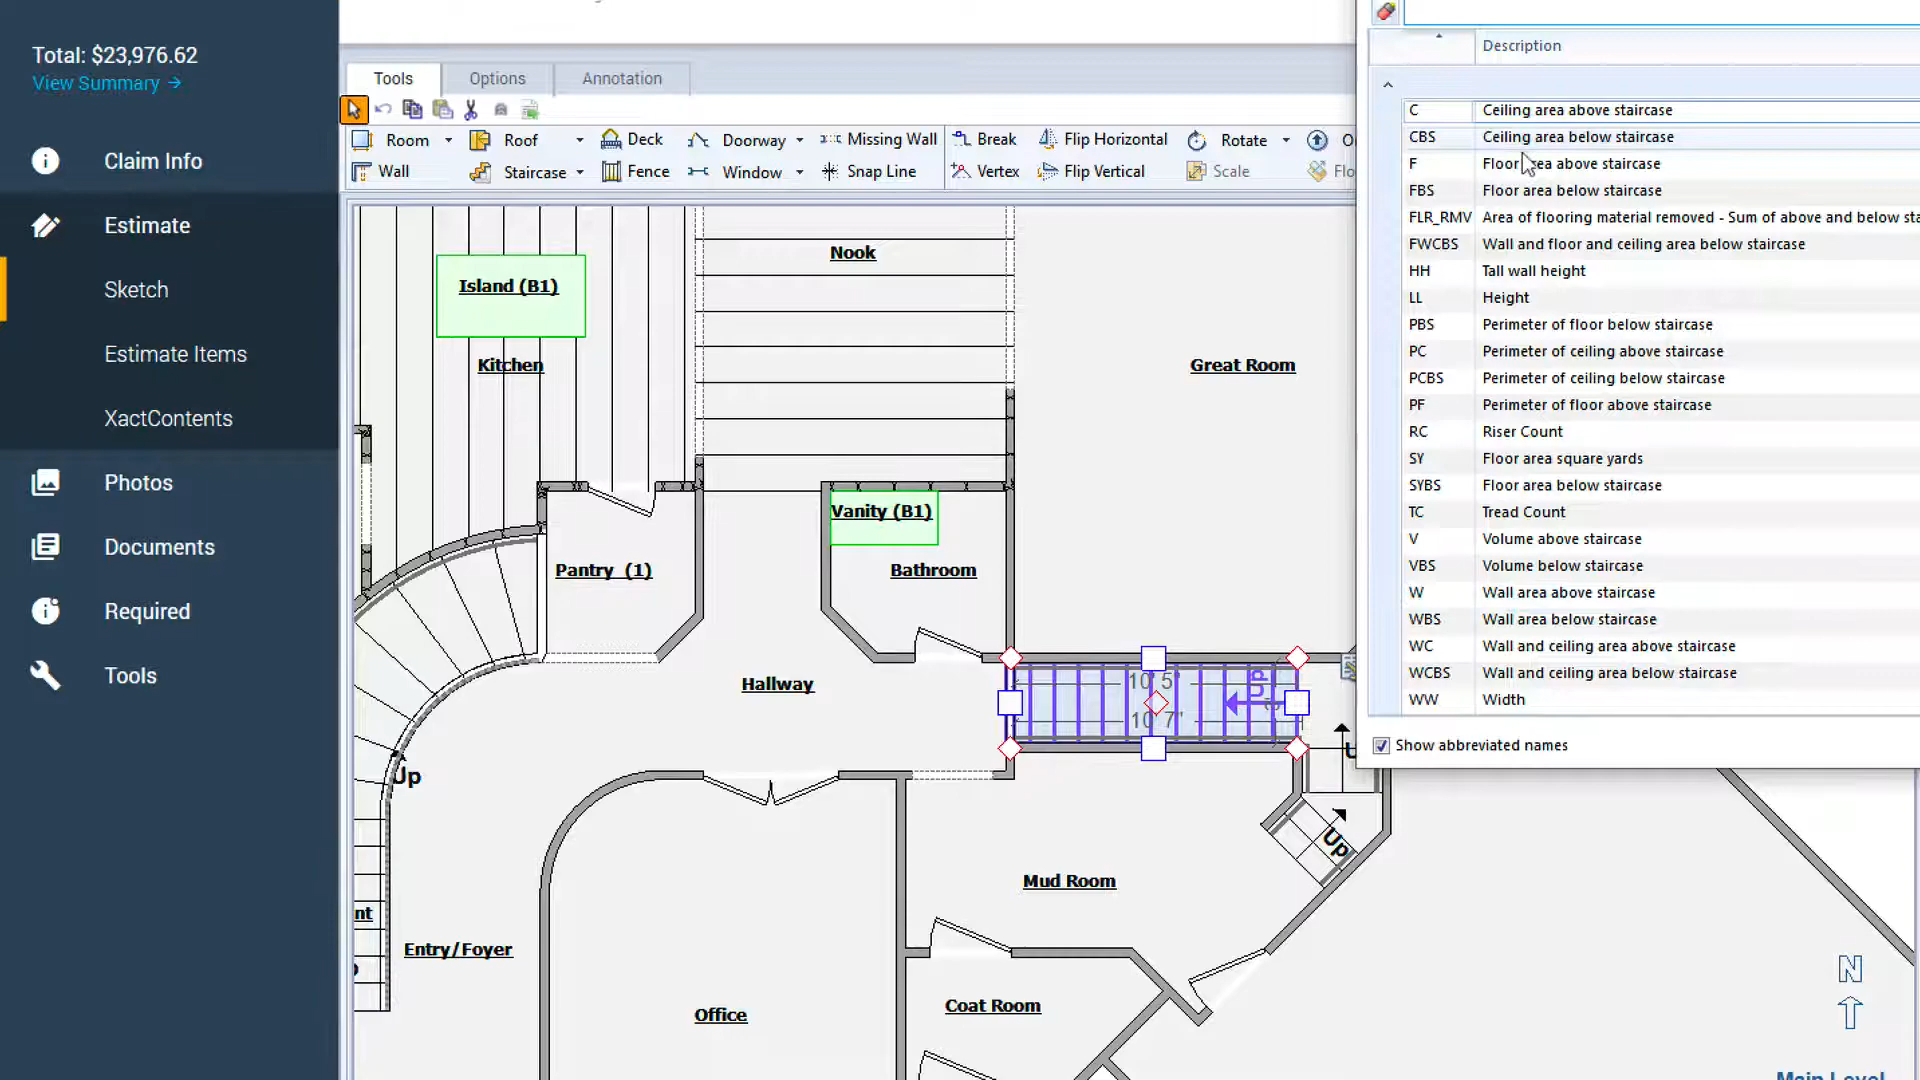 Total: $23,976.62
View Summary →
Claim Info
Estimate
Sketch
Estimate Items
XactContents
Photos
Documents
Required
Tools
Tools
Options
Annotation
Room
Roof
Deck
Doorway
Missing Wall
Break
Flip Horizontal
Rotate
Wall
Staircase
Fence
Window
Snap Line
Vertex
Flip Vertical
Scale
Nook
Island (B1)
Kitchen
Great Room
Vanity (B1)
Pantry (1)
Bathroom
Hallway
10' 5"
10' 7"
Up
Up
Up
Mud Room
Entry/Foyer
Office
Coat Room
N
Main Level
Description
C Ceiling area above staircase
CBS Ceiling area below staircase
F Floor area above staircase
FBS Floor area below staircase
FLR_RMV Area of flooring material removed - Sum of above and below sta
FWCBS Wall and floor and ceiling area below staircase
HH Tall wall height
LL Height
PBS Perimeter of floor below staircase
PC Perimeter of ceiling above staircase
PCBS Perimeter of ceiling below staircase
PF Perimeter of floor above staircase
RC Riser Count
SY Floor area square yards
SYBS Floor area below staircase
TC Tread Count
V Volume above staircase
VBS Volume below staircase
W Wall area above staircase
WBS Wall area below staircase
WC Wall and ceiling area above staircase
WCBS Wall and ceiling area below staircase
WW Width
Show abbreviated names